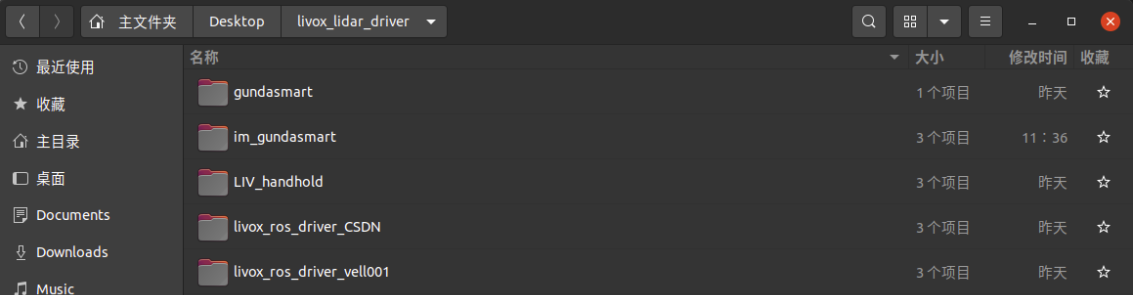 主文件夹 Desktop livox_lidar_driver
最近使用
收藏
主目录
桌面
Documents
Downloads
Music
名称 大小 修改时间 收藏
gundasmart 1 个项目 昨天
im_gundasmart 3 个项目 11：36
LIV_handhold 3 个项目 昨天
livox_ros_driver_CSDN 3 个项目 昨天
livox_ros_driver_vell001 3 个项目 昨天